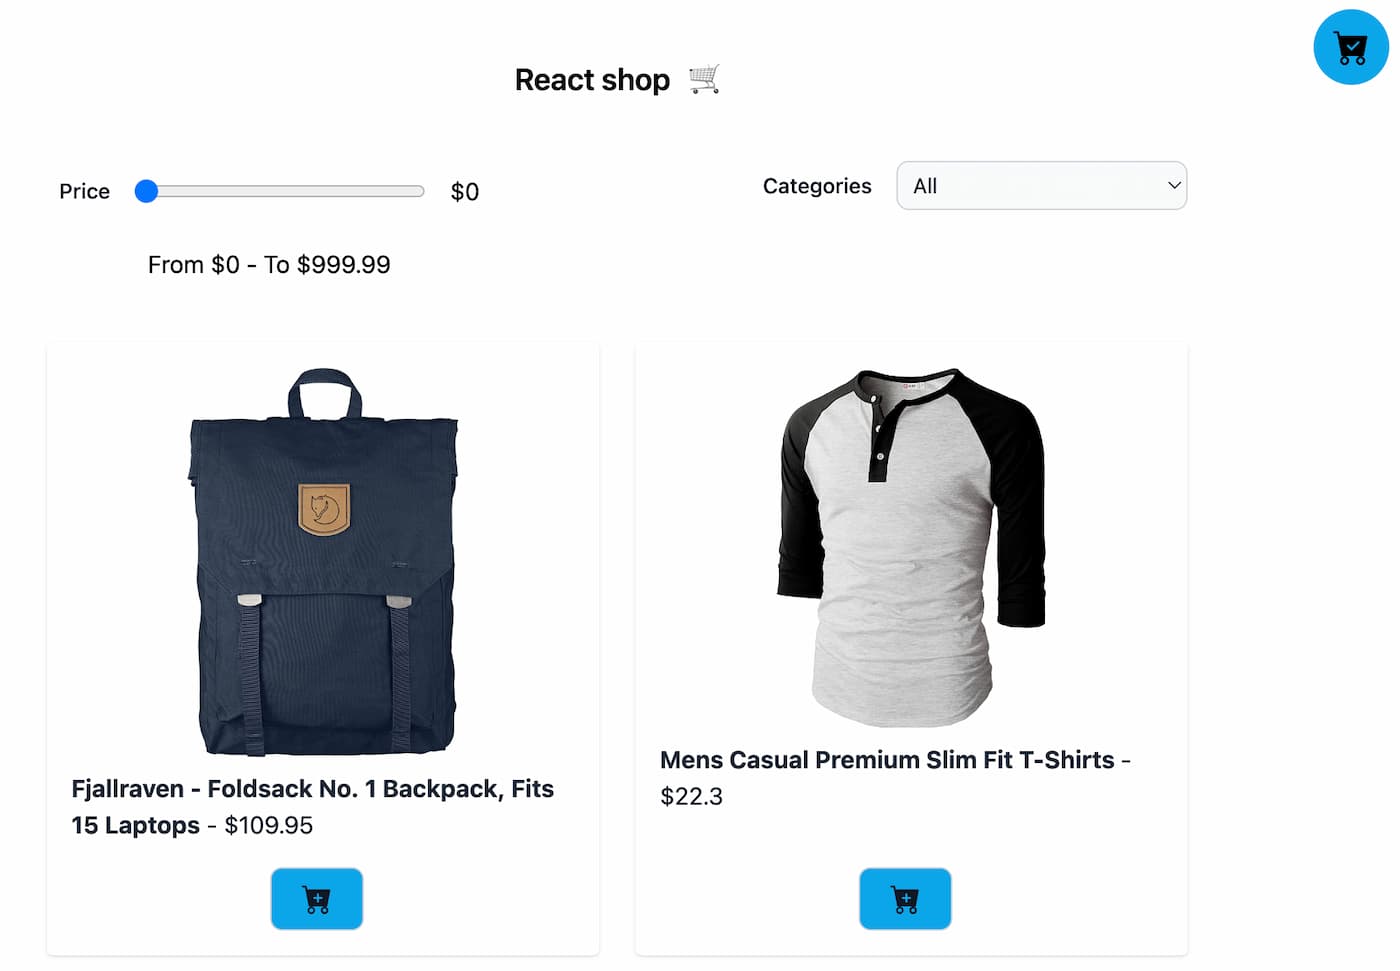 React shop
Price
$0
Categories
All
From $0 - To $999.99
Fjallraven - Foldsack No. 1 Backpack, Fits
15 Laptops - $109.95
Mens Casual Premium Slim Fit T-Shirts -
$22.3